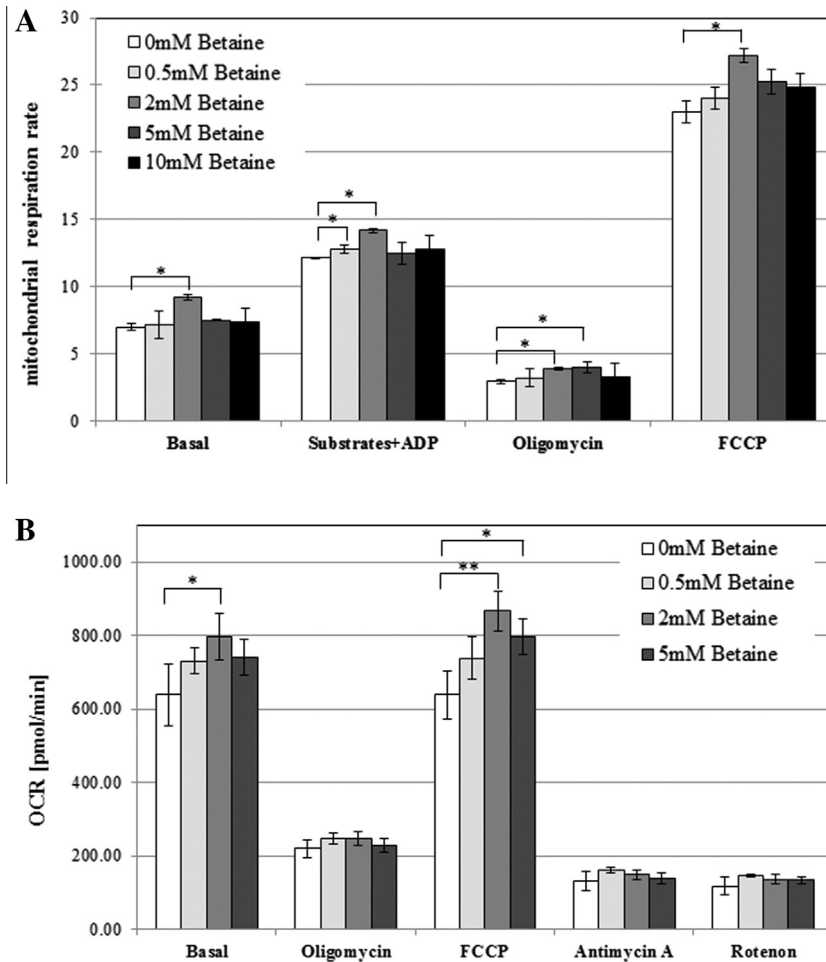 A
mitochondrial respiration rate
30
25
20
15
10
5
0
0mM Betaine
0.5mM Betaine
2mM Betaine
5mM Betaine
10mM Betaine
*
*
*
*
*
*
Basal
Substrates+ADP
Oligomycin
FCCP
B
OCR [pmol/min]
1000.00
800.00
600.00
400.00
200.00
0.00
0mM Betaine
0.5mM Betaine
2mM Betaine
5mM Betaine
*
**
*
Basal
Oligomycin
FCCP
Antimycin A
Rotenon